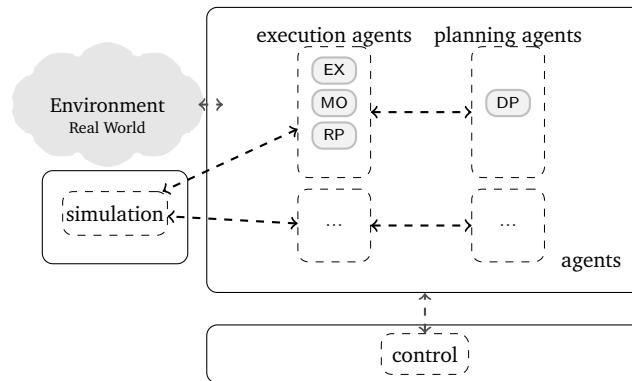 execution agents
planning agents
EX
MO
RP
DP
Environment
Real World
simulation
...
...
agents
control